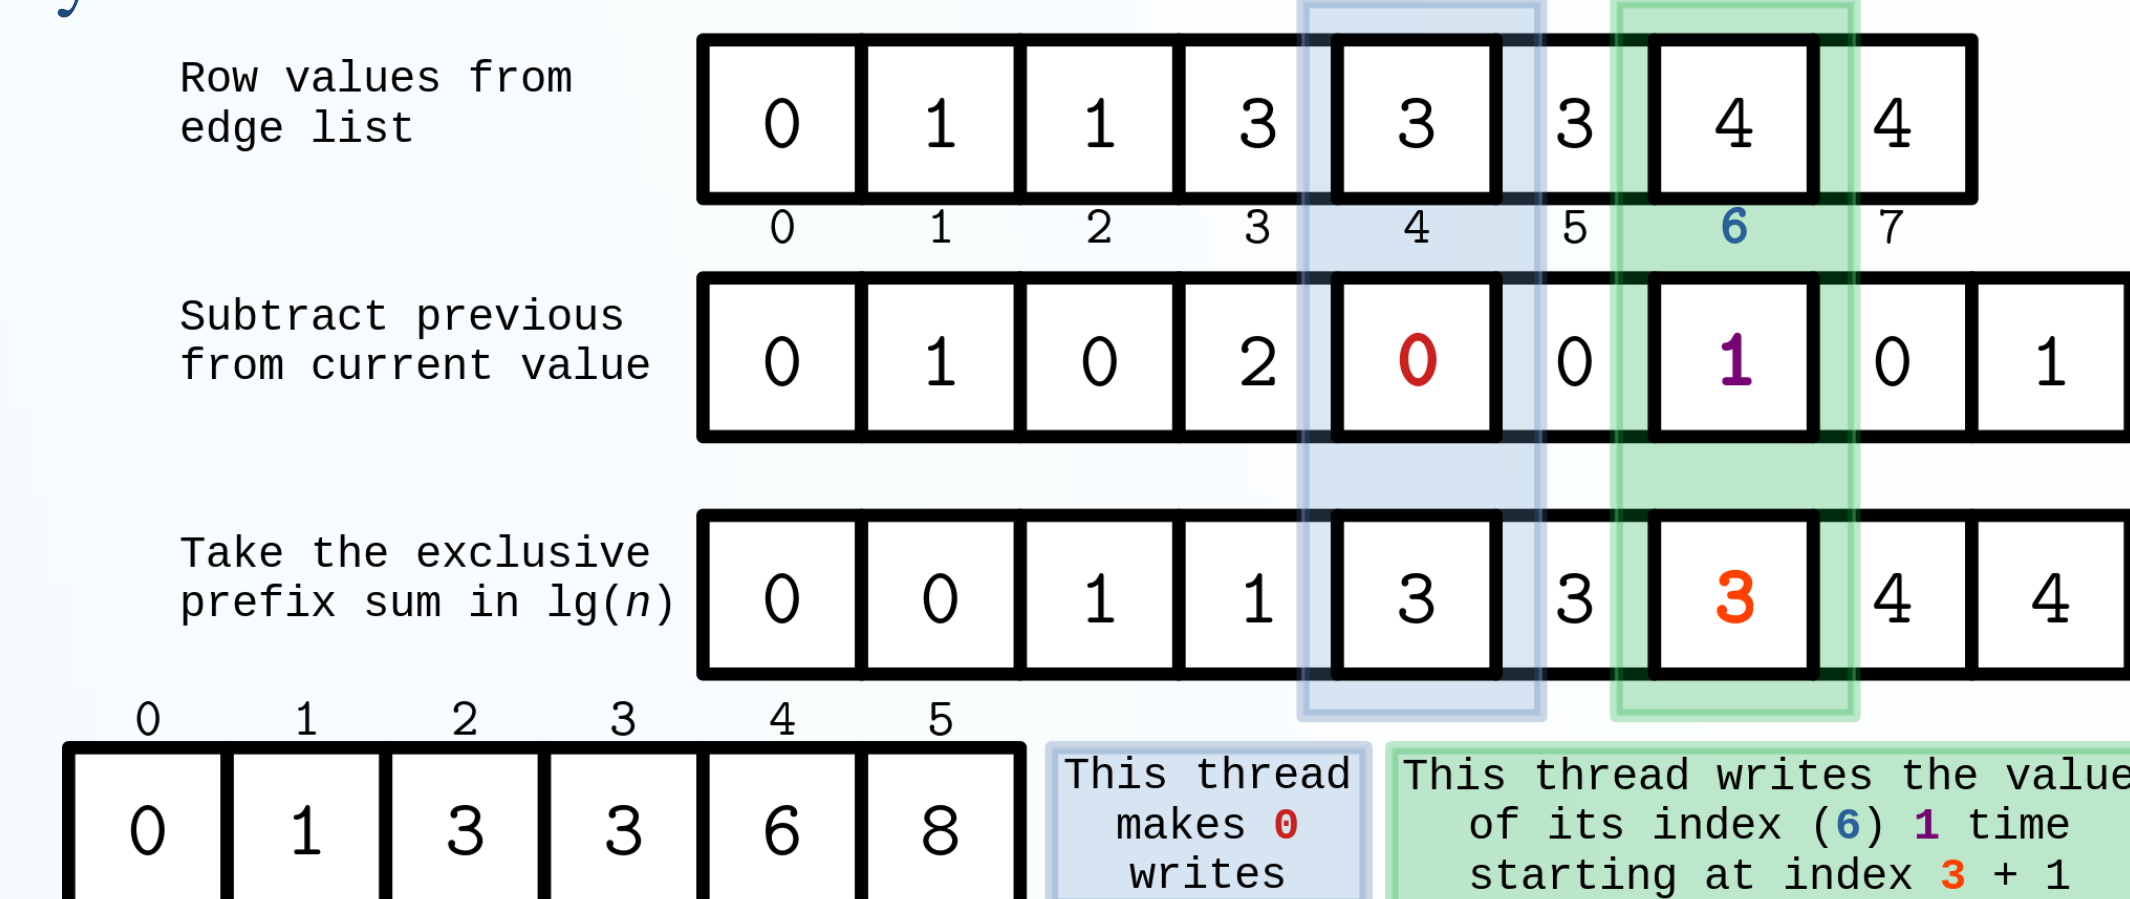 Row values from
edge list
0 1 1 3 3 3 4 4
0 1 2 3 4 5 6 7
Subtract previous
from current value
0 1 0 2 0 0 1 0 1
Take the exclusive
prefix sum in lg(n)
0 0 1 1 3 3 3 4 4
0 1 2 3 4 5
0 1 3 3 6 8
This thread
makes 0
writes
This thread writes the value
of its index (6) 1 time
starting at index 3 + 1